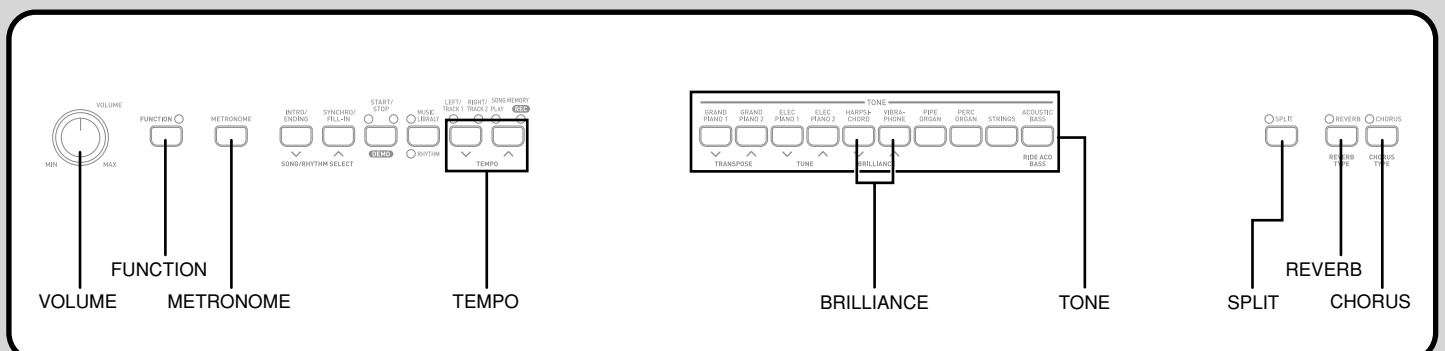 VOLUME
MIN MAX
FUNCTION
METRONOME
INTRO/
ENDING
SYNCHRO/
FILL-IN
SONG/RHYTHM SELECT
START/
STOP
DEMO
MUSIC
LIBRALY
RHYTHM
LEFT/
TRACK 1
RIGHT/
TRACK 2
SONG MEMORY
PLAY REC
TEMPO
TONE
GRAND
PIANO 1
GRAND
PIANO 2
ELEC
PIANO 1
ELEC
PIANO 2
HARPSI-
CHORD
VIBRA-
PHONE
PIPE
ORGAN
PERC
ORGAN
STRINGS
ACOUSTIC
BASS
TRANSPOSE
TUNE
BRILLIANCE
RIDE ACO
BASS
SPLIT
REVERB
CHORUS
REVERB
TYPE
CHORUS
TYPE
FUNCTION
REVERB
VOLUME
METRONOME
TEMPO
BRILLIANCE
TONE
SPLIT
CHORUS